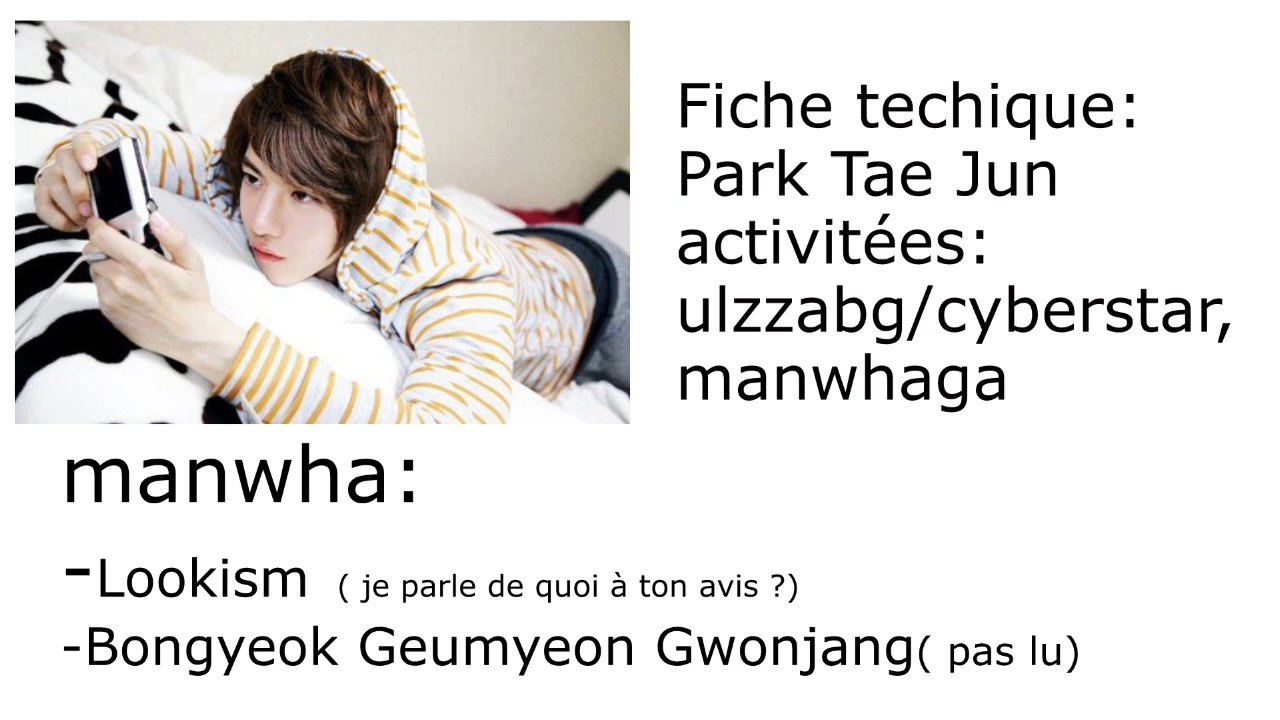 Fiche techique:
Park Tae Jun
activitées:
ulzzabg/cyberstar,
manwhaga
manwha:
-Lookism ( je parle de quoi à ton avis ?)
-Bongyeok Geumyeon Gwonjang( pas lu)